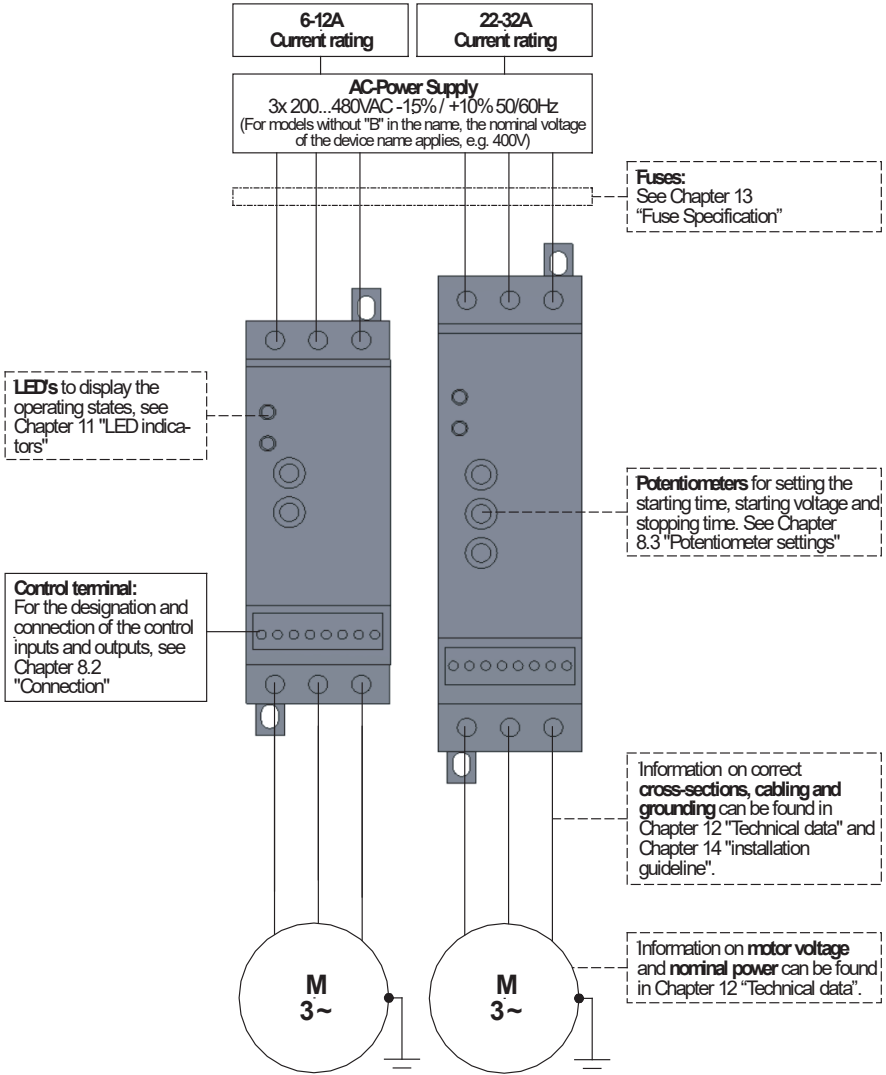 6-12A
Current rating
22-32A
Current rating
AC-Power Supply
3x 200...480VAC -15% / +10% 50/60Hz
(For models without "B" in the name, the nominal voltage
of the device name applies, e.g. 400V)
Fuses:
See Chapter 13
“Fuse Specification”
LED's to display the
operating states, see
Chapter 11 "LED indica-
tors"
Potentiometers for setting the
starting time, starting voltage and
stopping time. See Chapter
8.3 "Potentiometer settings"
Control terminal:
For the designation and
connection of the control
inputs and outputs, see
Chapter 8.2
"Connection"
Information on correct
cross-sections, cabling and
grounding can be found in
Chapter 12 "Technical data" and
Chapter 14 "installation
guideline".
Information on motor voltage
and nominal power can be found
in Chapter 12 “Technical data”.
M
3~
M
3~